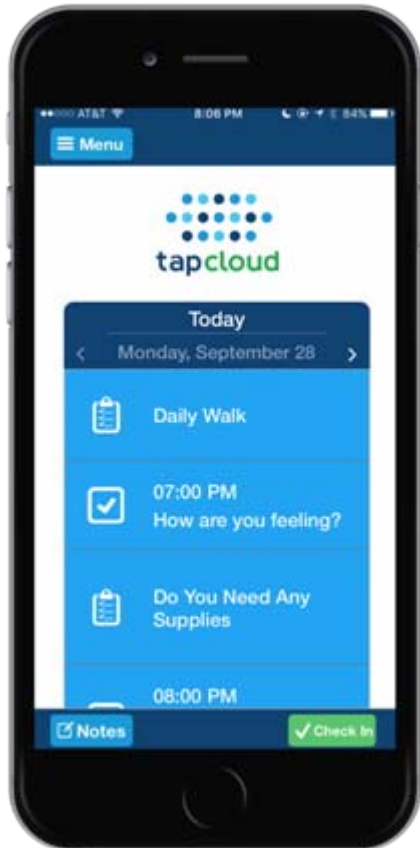 AT&T 8:06 PM 84%
Menu
tapcloud
Today
Monday, September 28
Daily Walk
07:00 PM
How are you feeling?
Do You Need Any
Supplies
08:00 PM
Notes Check In